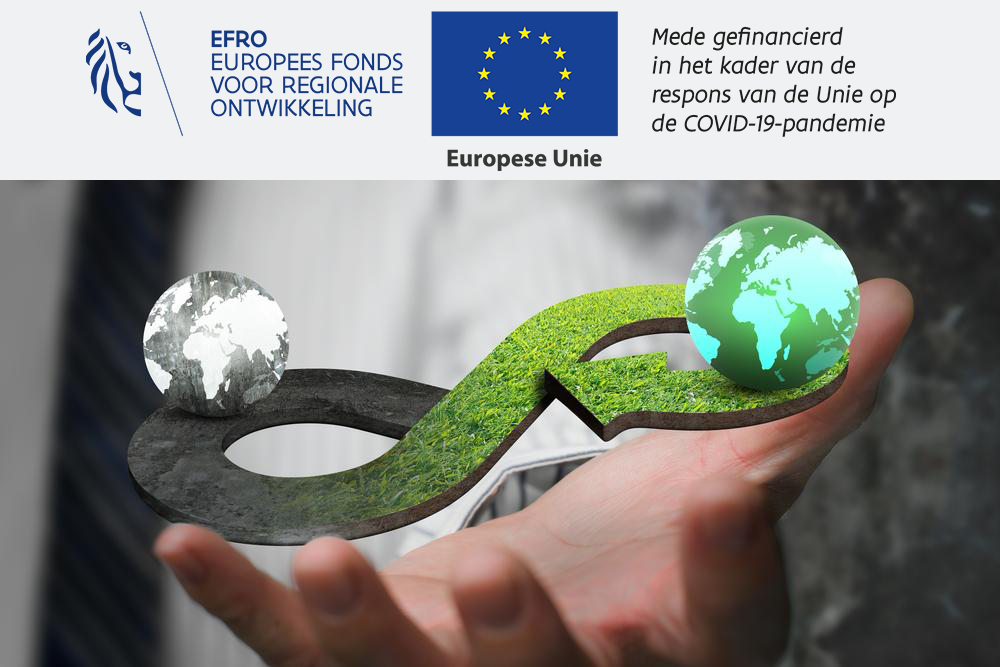 EFRO
EUROPEES FONDS
VOOR REGIONALE
ONTWIKKELING
Europese Unie
Mede gefinancierd
in het kader van de
respons van de Unie op
de COVID-19-pandemie